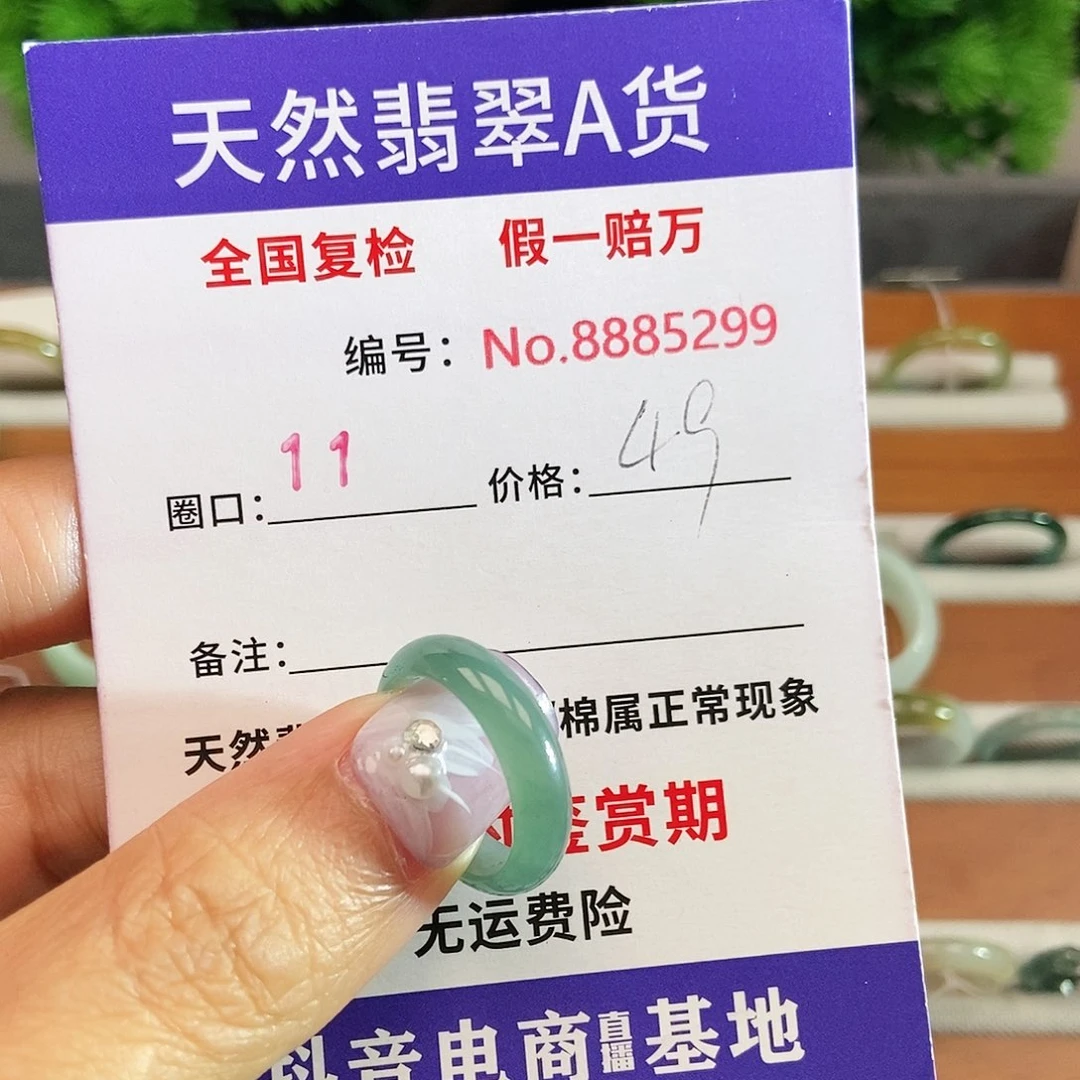 天然翡翠A货
全国复检 假一赔万
编号：No.8885299
圈口：11 价格：49
备注：
天然 棉属正常现象
鉴赏期
无运费险
抖音电商直播基地